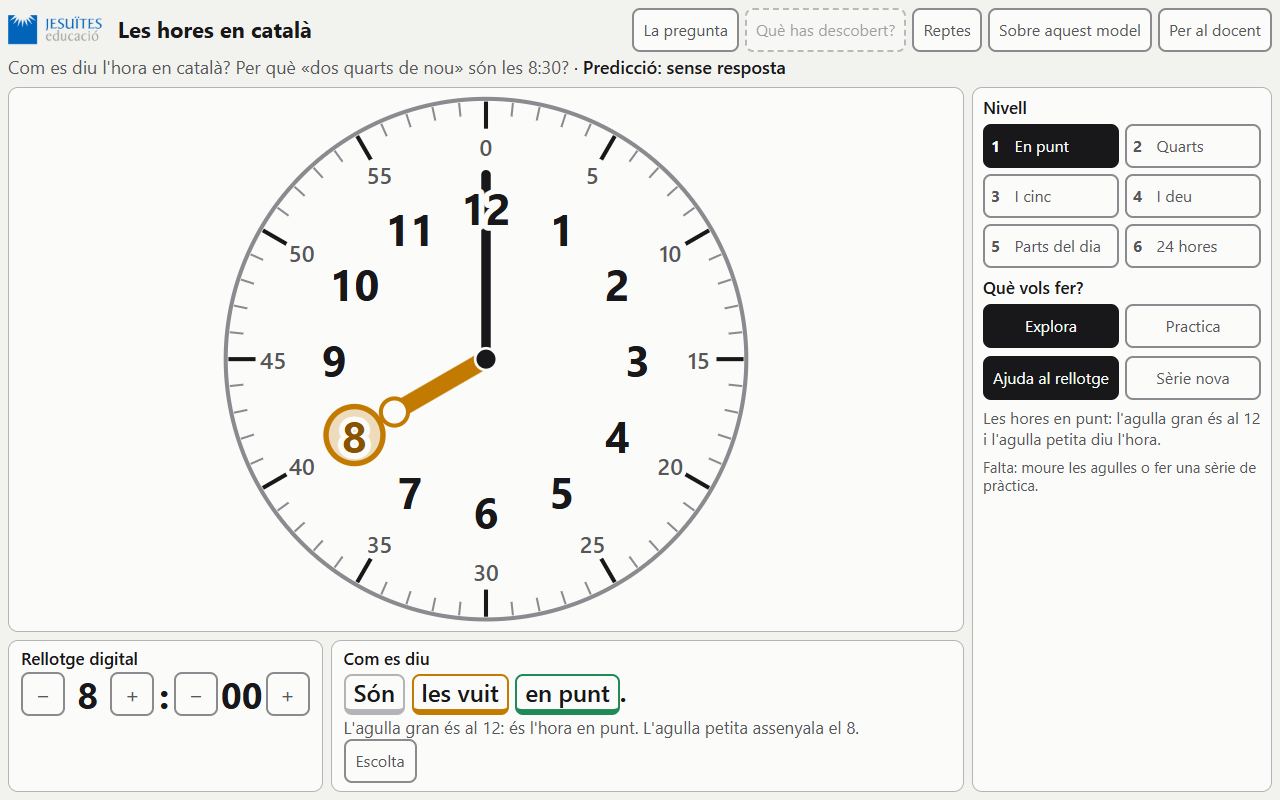 JESUÏTES
educació
Les hores en català
La pregunta
Què has descobert?
Reptes
Sobre aquest model
Per al docent
Com es diu l'hora en català? Per què «dos quarts de nou» són les 8:30? · Predicció: sense resposta
0
5
10
15
20
25
30
35
40
45
50
55
12
1
2
3
4
5
6
7
8
9
10
11
Nivell
1 En punt
2 Quarts
3 I cinc
4 I deu
5 Parts del dia
6 24 hores
Què vols fer?
Explora
Practica
Ajuda al rellotge
Sèrie nova
Les hores en punt: l'agulla gran és al 12
i l'agulla petita diu l'hora.
Falta: moure les agulles o fer una sèrie de
pràctica.
Rellotge digital
− 8 + : − 00 +
Com es diu
Són les vuit en punt.
L'agulla gran és al 12: és l'hora en punt. L'agulla petita assenyala el 8.
Escolta